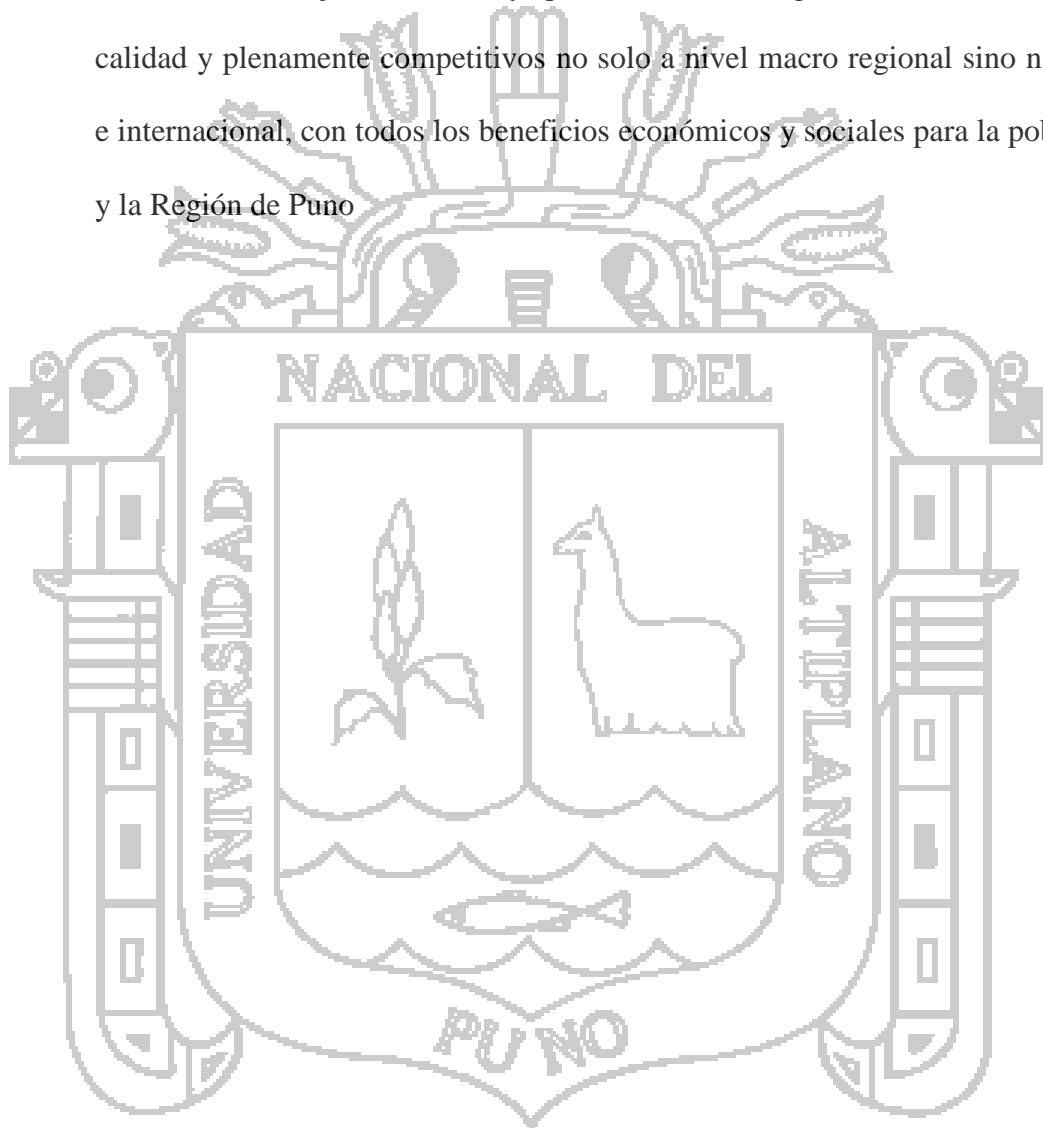 calidad y plenamente competitivos no solo a nivel macro regional sino n
e internacional, con todos los beneficios económicos y sociales para la pob
y la Región de Puno
NACIONAL DEL
UNIVERSIDAD
ALTIPLANO
PUNO